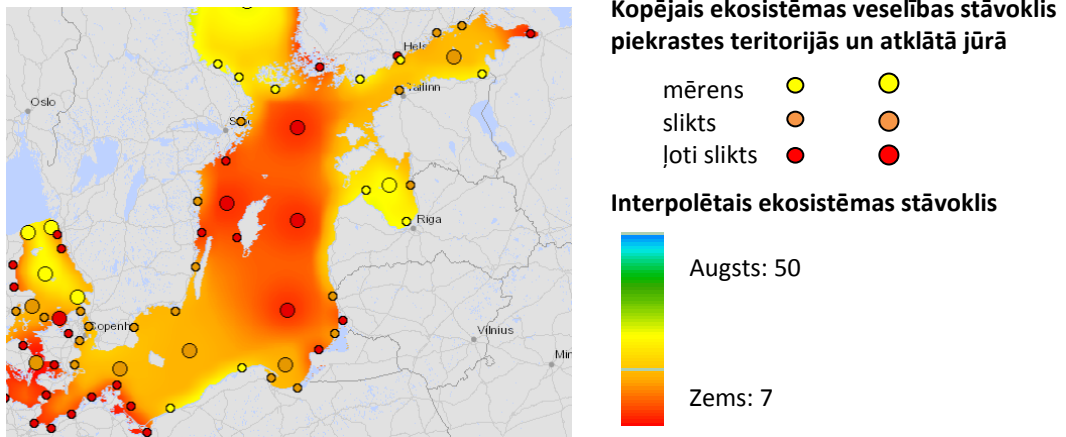 Kopējais ekosistēmas veselības stāvoklis
piekrastes teritorijās un atklātā jūrā
mērens
slikts
ļoti slikts
Interpolētais ekosistēmas stāvoklis
Augsts: 50
Zems: 7
Oslo
Hels
Tallinn
Riga
Copenh
Vilnius
Min